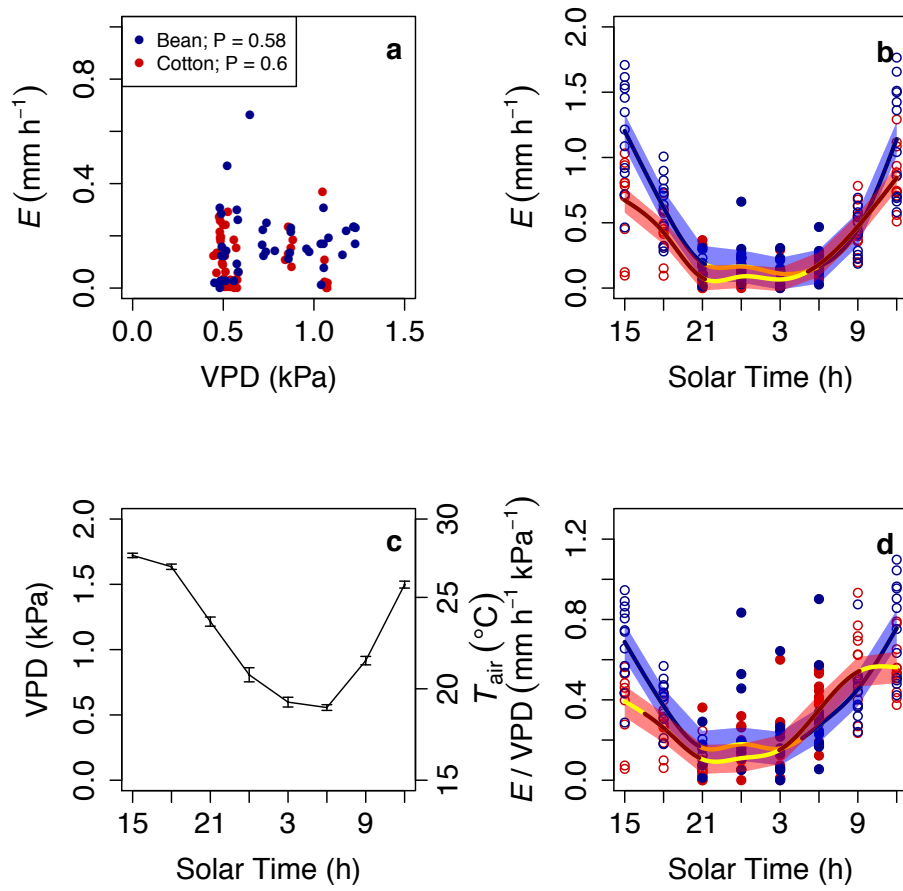 a
Bean; P = 0.58
Cotton; P = 0.6
E (mm h⁻¹)
0.0 0.4 0.8
0.0 0.5 1.0 1.5
VPD (kPa)
b
E (mm h⁻¹)
0.0 0.5 1.0 1.5 2.0
15 21 3 9
Solar Time (h)
c
VPD (kPa)
0.0 0.5 1.0 1.5 2.0
15 20 25 30
T air (°C)
15 21 3 9
Solar Time (h)
d
E / VPD (mm h⁻¹ kPa⁻¹)
0.0 0.4 0.8 1.2
15 21 3 9
Solar Time (h)